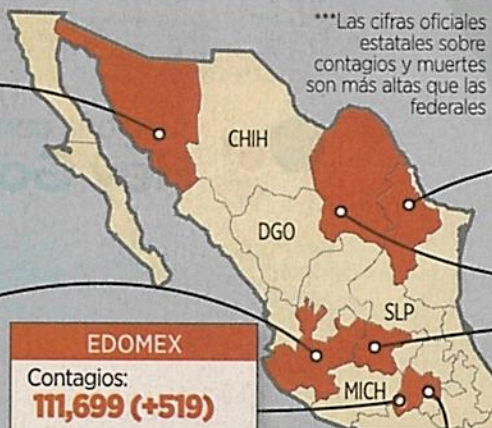 ***Las cifras oficiales
estatales sobre
contagios y muertes
son más altas que las
federales
CHIH
DGO
SLP
MICH
EDOMEX
Contagios:
111,699 (+519)